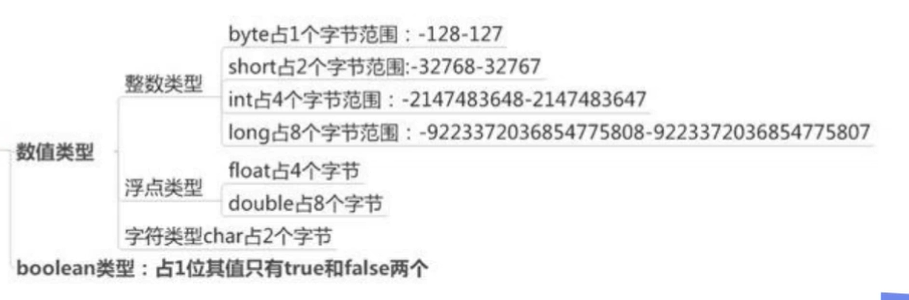 byte占1个字节范围：-128-127
short占2个字节范围:-32768-32767
整数类型
int占4个字节范围：-2147483648-2147483647
long占8个字节范围：-9223372036854775808-9223372036854775807
数值类型
float占4个字节
浮点类型
double占8个字节
字符类型char占2个字节
boolean类型：占1位其值只有true和false两个